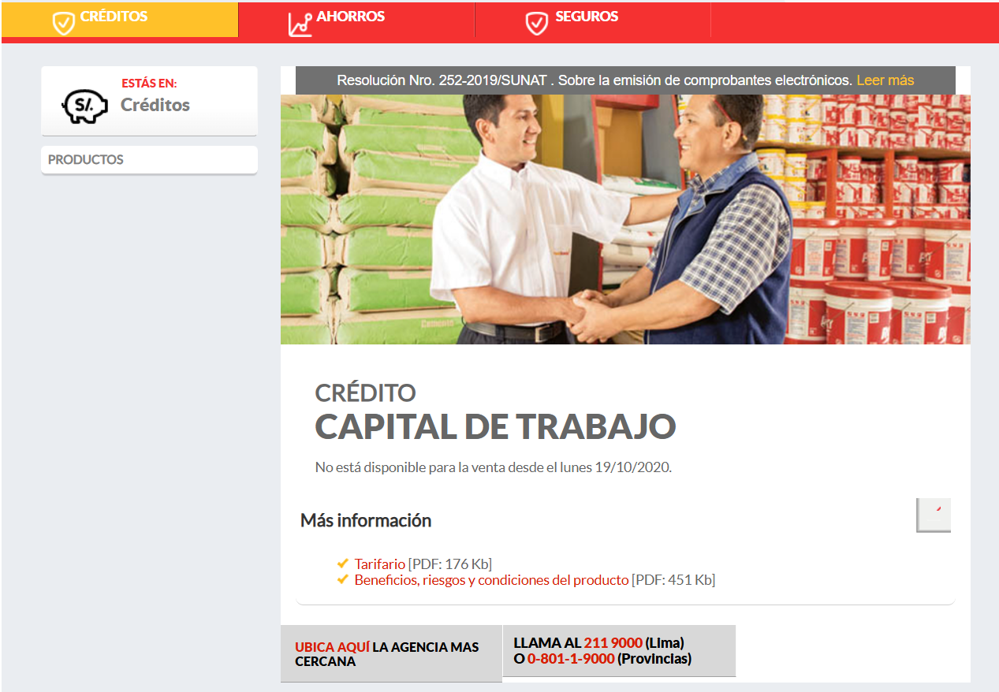 CRÉDITOS
AHORROS
SEGUROS
ESTÁS EN:
S/.
Créditos
PRODUCTOS
Resolución Nro. 252-2019/SUNAT . Sobre la emisión de comprobantes electrónicos. Leer más
Cemento
CRÉDITO
CAPITAL DE TRABAJO
No está disponible para la venta desde el lunes 19/10/2020.
Más información
Tarifario [PDF: 176 Kb]
Beneficios, riesgos y condiciones del producto [PDF: 451 Kb]
UBICA AQUÍ LA AGENCIA MAS
CERCANA
LLAMA AL 211 9000 (Lima)
O 0-801-1-9000 (Provincias)